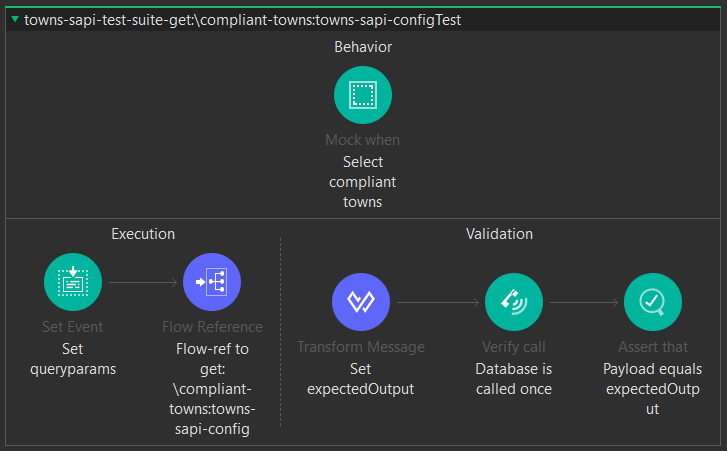 towns-sapi-test-suite-get:\compliant-towns:towns-sapi-configTest
Behavior
Mock when
Select
compliant
towns
Execution
Set Event
Set
queryparams
Flow Reference
Flow-ref to
get:
\compliant-
towns:towns-
sapi-config
Validation
Transform Message
Set
expectedOutput
Verify call
Database is
called once
Assert that
Payload equals
expectedOutp
ut